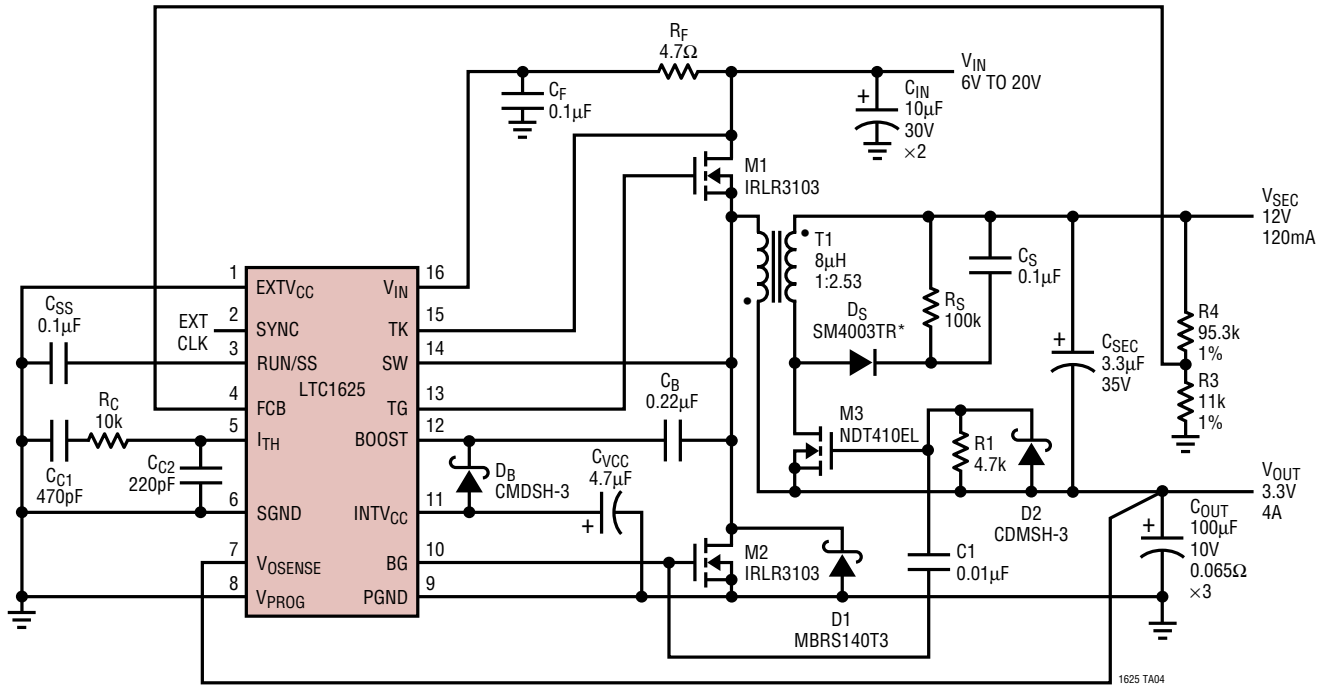 RF
4.7Ω
VIN
6V TO 20V
CF
0.1µF
+
CIN
10µF
30V
×2
M1
IRLR3103
VSEC
12V
120mA
T1
8µH
1:2.53
CS
0.1µF
RS
100k
DS
SM4003TR*
+
CSEC
3.3µF
35V
R4
95.3k
1%
R3
11k
1%
1
EXTVCC
VIN
16
CSS
0.1µF
EXT
CLK
2
SYNC
TK
15
3
RUN/SS
SW
14
LTC1625
4
FCB
TG
13
RC
10k
5
ITH
BOOST
12
CB
0.22µF
CC1
470pF
CC2
220pF
DB
CMDSH-3
CVCC
4.7µF
+
6
SGND
INTVCC
11
7
VOSENSE
BG
10
8
VPROG
PGND
9
M3
NDT410EL
R1
4.7k
D2
CDMSH-3
VOUT
3.3V
4A
M2
IRLR3103
D1
MBRS140T3
C1
0.01µF
+
COUT
100µF
10V
0.065Ω
×3
1625 TA04